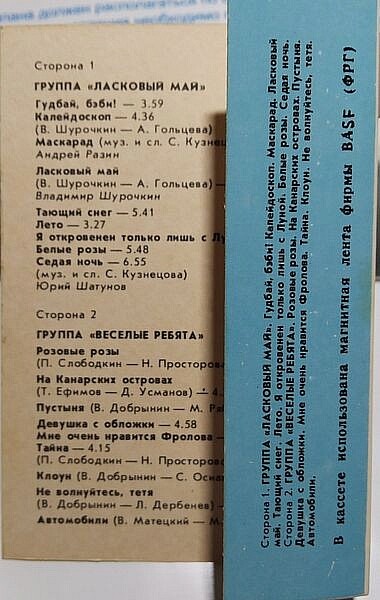 Сторона 1
ГРУППА «ЛАСКОВЫЙ МАЙ»
Гудбай, бэби! — 3.59
Калейдоскоп — 4.36
(В. Шурочкин — А. Гольцева)
Маскарад (муз. и сл. С. Кузнец
Андрей Разин
Ласковый май
(В. Шурочкин — А. Гольцева)
Владимир Шурочкин
Тающий снег — 5.41
Лето — 3.27
Я откровенен только лишь с Лу
Белые розы — 5.48
Седая ночь — 6.55
(муз. и сл. С. Кузнецова)
Юрий Шатунов
Сторона 2
ГРУППА «ВЕСЕЛЫЕ РЕБЯТА»
Розовые розы
(П. Слободкин — Н. Просторов
На Канарских островах
(Т. Ефимов — Д. Усманов) — 4.
Пустыня (В. Добрынин — М. Ряб
Девушка с обложки — 4.58
Мне очень нравится Фролова —
Тайна — 4.15
(П. Слободкин — Н. Просторов
Клоун (В. Добрынин — С. Осиа
Не волнуйтесь, тетя
(В. Добрынин — Л. Дербенев) —
Автомобили (В. Матецкий — М.
Сторона 1. ГРУППА «ЛАСКОВЫЙ МАЙ». Гудбай, бэби! Калейдоскоп. Маскарад. Ласковый
май. Тающий снег. Лето. Я откровенен только лишь с Луной. Белые розы. Седая ночь.
Сторона 2. ГРУППА «ВЕСЕЛЫЕ РЕБЯТА». Розовые розы. На Канарских островах. Пустыня.
Девушка с обложки. Мне очень нравится Фролова. Тайна. Клоун. Не волнуйтесь, тетя.
Автомобили.
В кассете использована магнитная лента фирмы BASF (ФРГ)